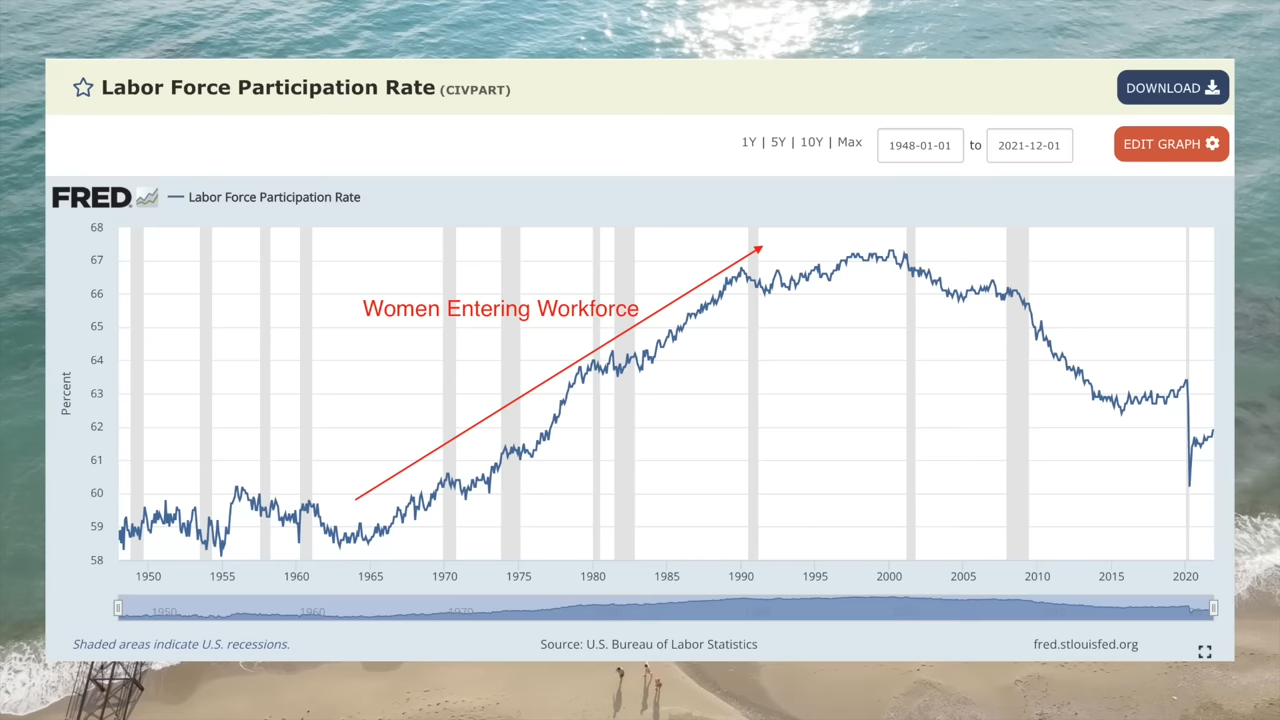 Labor Force Participation Rate (CIVPART)
DOWNLOAD
1Y | 5Y | 10Y | Max
1948-01-01 to 2021-12-01
EDIT GRAPH
FRED
Labor Force Participation Rate
68
67
66
65
64
63
62
61
60
59
58
Percent
Women Entering Workforce
1950 1955 1960 1965 1970 1975 1980 1985 1990 1995 2000 2005 2010 2015 2020
1950 1960 1970
Shaded areas indicate U.S. recessions.
Source: U.S. Bureau of Labor Statistics
fred.stlouisfed.org